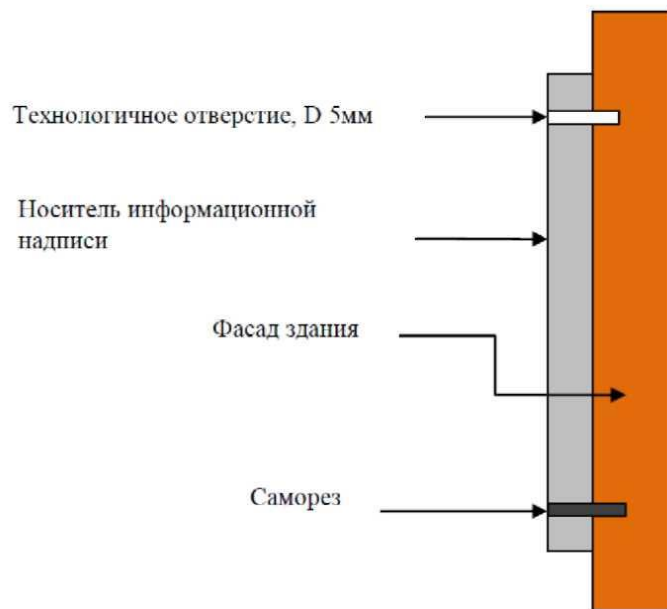 Технологичное отверстие, D 5мм
Носитель информационной
надписи
Фасад здания
Саморез